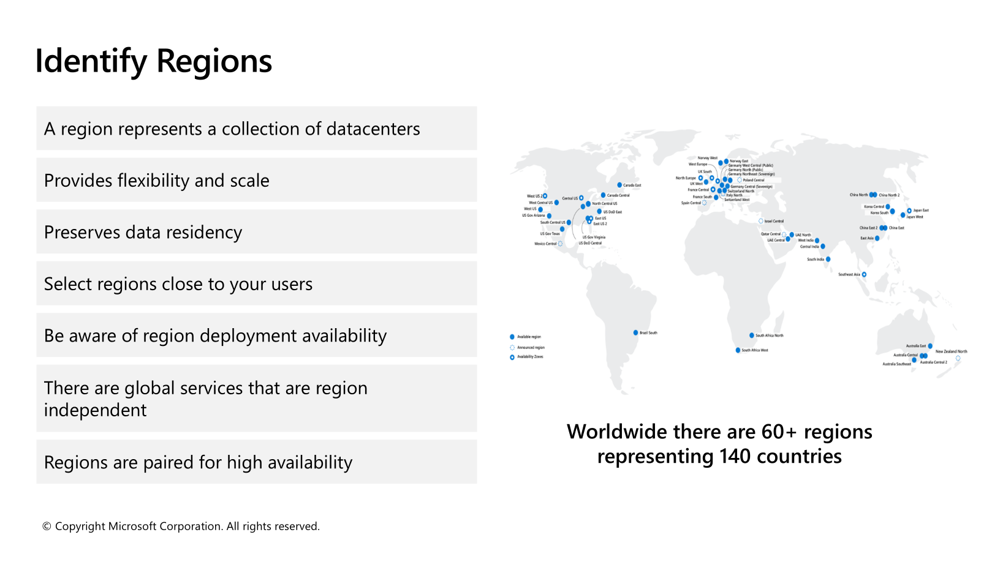 Identify Regions
A region represents a collection of datacenters
Provides flexibility and scale
Preserves data residency
Select regions close to your users
Be aware of region deployment availability
There are global services that are region
independent
Regions are paired for high availability
Norway West
Norway East
West Europe
Germany West Central (Public)
Germany North (Public)
UK South
Germany Northeast (Sovereign)
North Europe
Poland Central
UK West
Germany Central (Sovereign)
France Central
Switzerland North
Italy North
France South
Switzerland West
Spain Central
Canada East
Canada Central
West US 2
Central US
West Central US
North Central US
West US
US DoD East
US Gov Arizona
East US
South Central US
East US 2
US Gov Texas
US Gov Virginia
Mexico Central
US DoD Central
China North
China North 2
Korea Central
Korea South
Japan East
Japan West
Israel Central
China East 2
China East
Qatar Central
UAE North
UAE Central
West India
East Asia
Central India
South India
Southeast Asia
Brazil South
South Africa North
South Africa West
Australia East
New Zealand North
Australia Central
Australia Southeast
Australia Central 2
Available region
Announced region
Availability Zones
Worldwide there are 60+ regions
representing 140 countries
© Copyright Microsoft Corporation. All rights reserved.